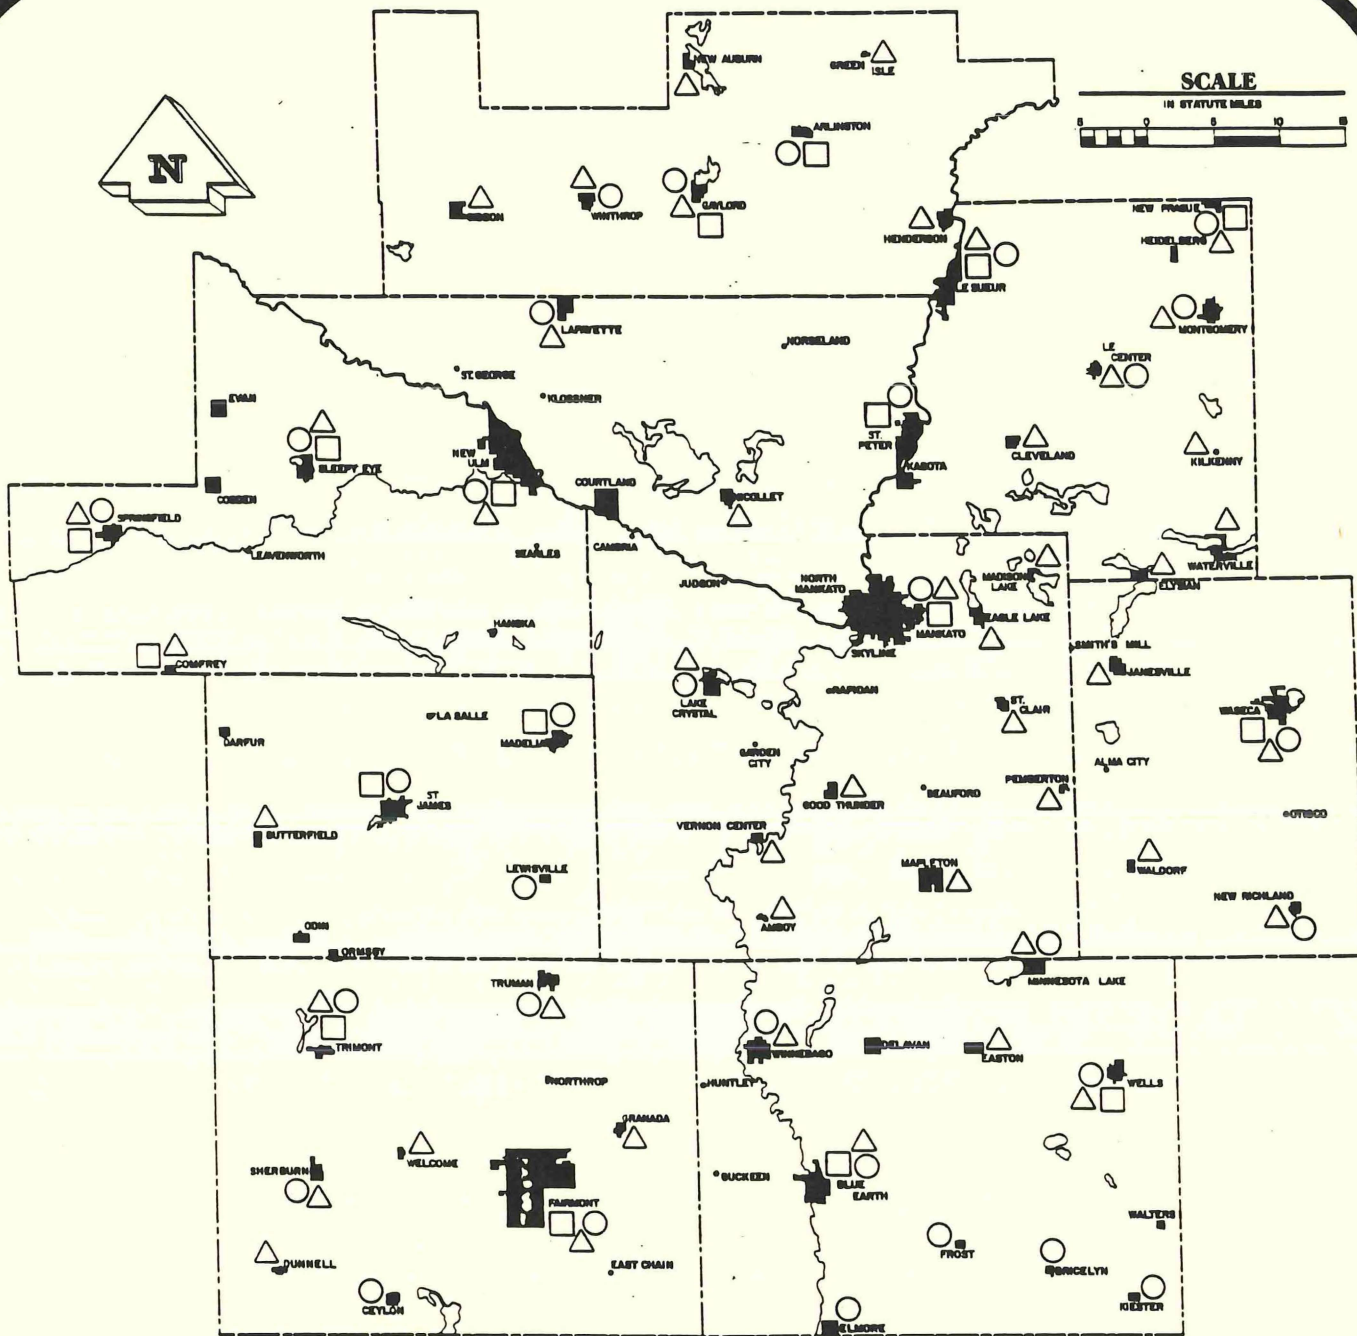 SCALE
IN STATUTE MILES
5 0 5 10 15
N
NEW AUBURN
GREEN ISLE
ARLINGTON
GIBBON
WINTHROP
GAYLORD
HENDERSON
NEW PRAGUE
HEIDELBERG
LE SUEUR
LAFAYETTE
NORSELAND
MONTGOMERY
LE
CENTER
ST. GEORGE
KLOSSNER
EVAN
ST.
PETER
KASOTA
CLEVELAND
KILKENNY
SLEEPY EYE
NEW
ULM
COBDEN
COURTLAND
NICOLLET
SPRINGFIELD
LEAVENWORTH
SEARLES
CAMBRIA
WATERVILLE
ELYSIAN
JUDSON
NORTH
MANKATO
MADISON
LAKE
HANSKA
MANKATO
EAGLE LAKE
SKYLINE
SMITH'S MILL
COMFREY
JANESVILLE
LAKE
CRYSTAL
RAPIDAN
ST.
CLAIR
WASECA
LA SALLE
DARFUR
MADELIA
GARDEN
CITY
ALMA CITY
ST
JAMES
GOOD THUNDER
BEAUFORD
PEMBERTON
BUTTERFIELD
VERNON CENTER
OTISCO
LEWISVILLE
MAPLETON
WALDORF
NEW RICHLAND
AMBOY
ODIN
ORMSBY
TRUMAN
MINNESOTA LAKE
TRIMONT
WINNEBAGO
DELAVAN
EASTON
NORTHROP
HUNTLEY
WELLS
GRANADA
WELCOME
SHERBURN
GUCKEEN
BLUE
EARTH
FAIRMONT
WALTERS
FROST
DUNNELL
EAST CHAIN
BRICELYN
CEYLON
KIESTER
ELMORE